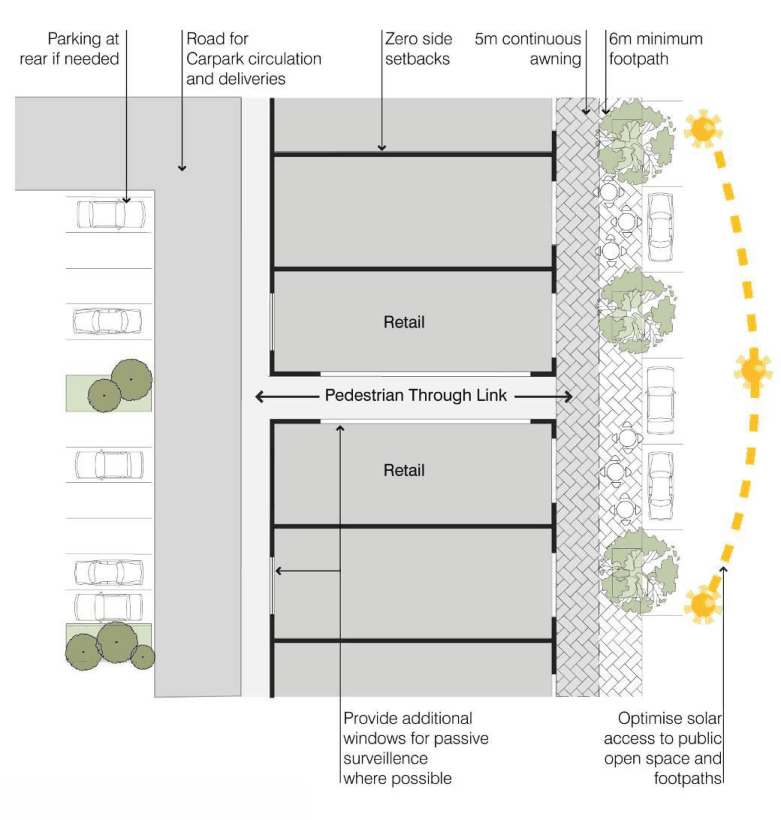 Parking at
rear if needed
Road for
Carpark circulation
and deliveries
Zero side
setbacks
5m continuous
awning
6m minimum
footpath
Retail
Pedestrian Through Link
Retail
Provide additional
windows for passive
surveillence
where possible
Optimise solar
access to public
open space and
footpaths